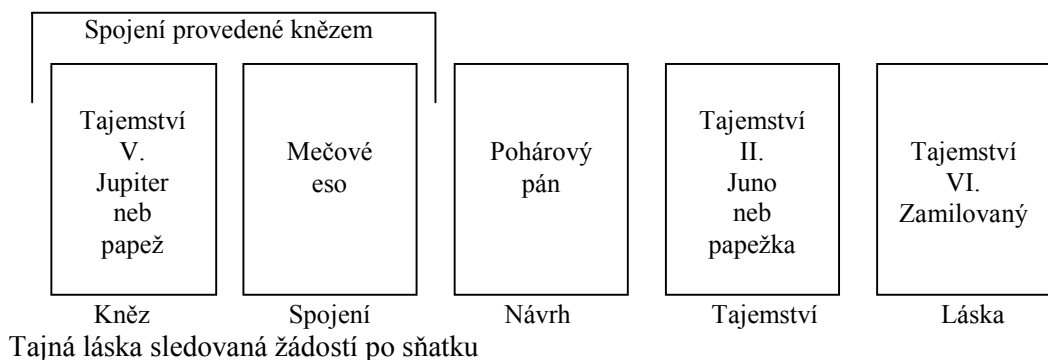 Spojení provedené knězem
Tajemství
V.
Jupiter
neb
papež
Mečové
eso
Pohárový
pán
Tajemství
II.
Juno
neb
papežka
Tajemství
VI.
Zamilovaný
Kněz Spojení Návrh Tajemství Láska
Tajná láska sledovaná žádostí po sňatku